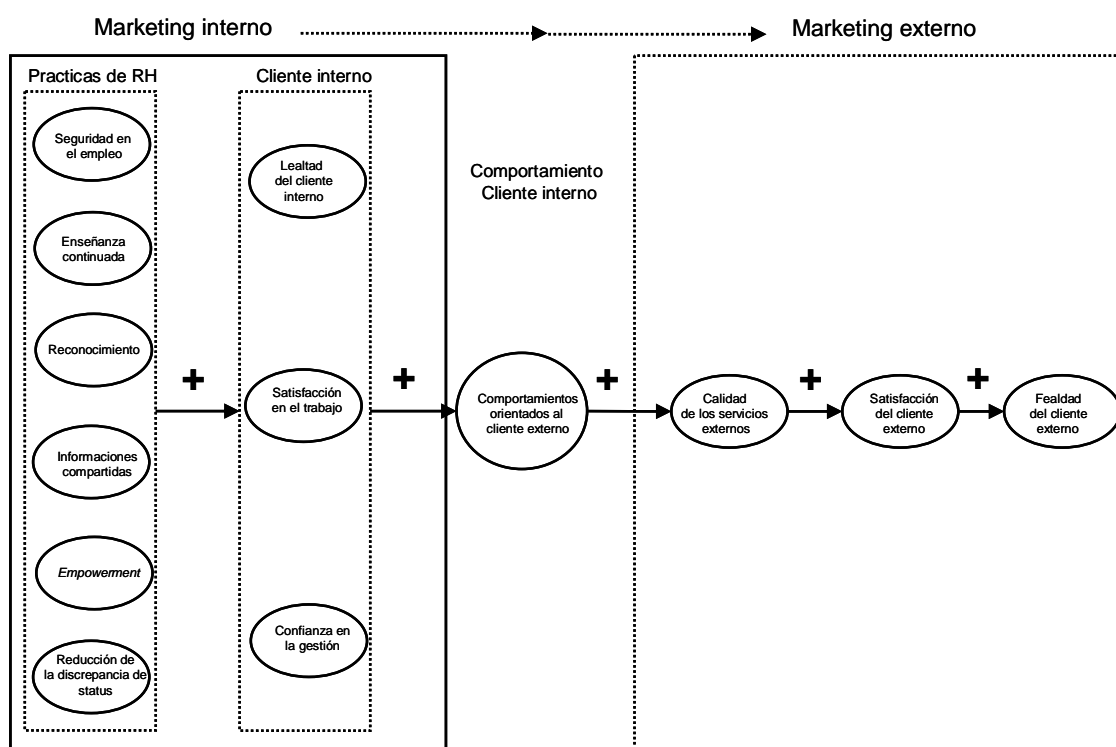 Marketing interno
Marketing externo
Practicas de RH
Cliente interno
Seguridad en
el empleo
Enseñanza
continuada
Reconocimiento
Informaciones
compartidas
Empowerment
Reducción de
la discrepancia de
status
+
Lealtad
del cliente
interno
Satisfacción
en el trabajo
Confianza en
la gestión
+
Comportamiento
Cliente interno
Comportamientos
orientados al
cliente externo
+
Calidad
de los servicios
externos
+
Satisfacción
del cliente
externo
+
Fealdad
del cliente
externo